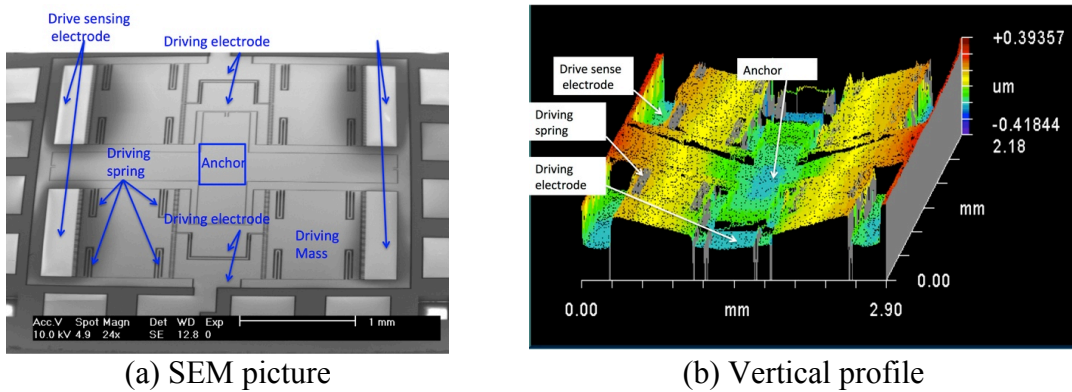 Drive sensing
electrode
Driving electrode
Driving
spring
Anchor
Driving electrode
Driving
Mass
Acc.V Spot Magn Det WD Exp
10.0 kV 4.9 24x SE 12.8 0
1 mm
(a) SEM picture
Drive sense
electrode
Anchor
Driving
spring
Driving
electrode
+0.39357
um
-0.41844
2.18
mm
0.00
0.00
mm
2.90
(b) Vertical profile